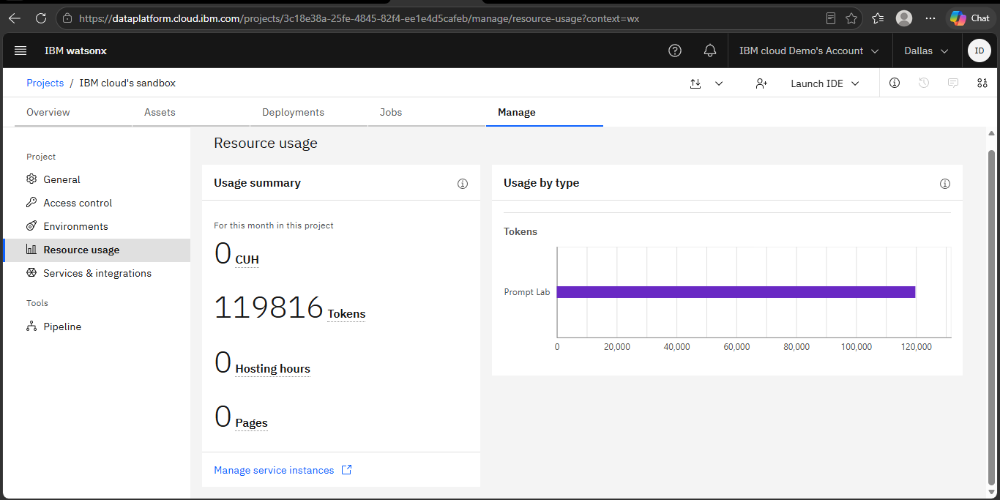 https://dataplatform.cloud.ibm.com/projects/3c18e38a-25fe-4845-82f4-ee1e4d5cafeb/manage/resource-usage?context=wx
Chat
IBM watsonx
IBM cloud Demo's Account
Dallas
ID
Projects / IBM cloud's sandbox
Launch IDE
Overview
Assets
Deployments
Jobs
Manage
Project
General
Access control
Environments
Resource usage
Services & integrations
Tools
Pipeline
Resource usage
Usage summary
For this month in this project
0 CUH
119816 Tokens
0 Hosting hours
0 Pages
Manage service instances
Usage by type
Tokens
Prompt Lab
0 20,000 40,000 60,000 80,000 100,000 120,000